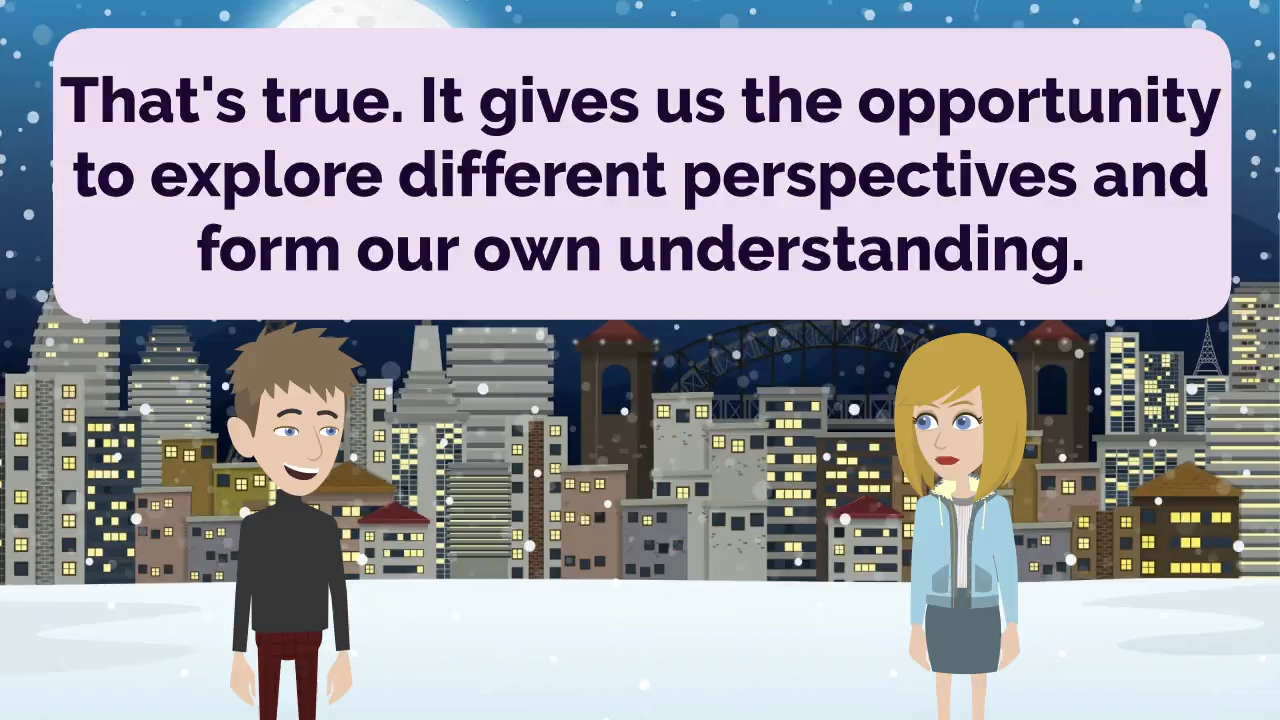 That's true. It gives us the opportunity
to explore different perspectives and
form our own understanding.